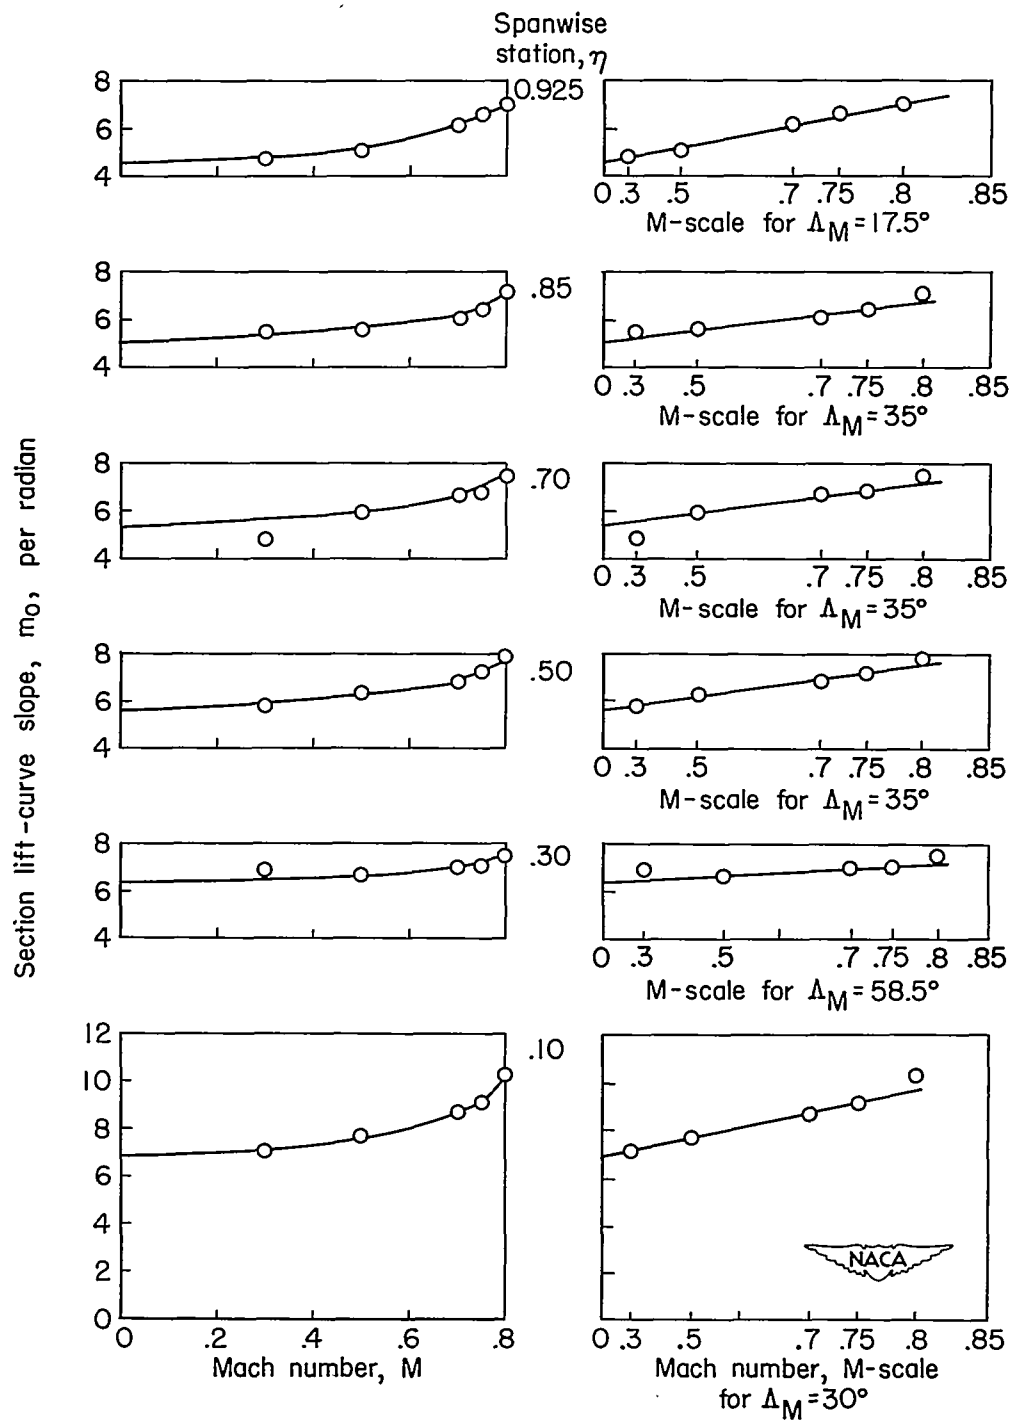 Spanwise
station, η
8
6
4
0.925
0 .3 .5 .7 .75 .8 .85
M-scale for Λ_M = 17.5°
8
6
4
.85
0 .3 .5 .7 .75 .8 .85
M-scale for Λ_M = 35°
8
6
4
.70
0 .3 .5 .7 .75 .8 .85
M-scale for Λ_M = 35°
8
6
4
.50
0 .3 .5 .7 .75 .8 .85
M-scale for Λ_M = 35°
8
6
4
.30
0 .3 .5 .7 .75 .8 .85
M-scale for Λ_M = 58.5°
Section lift-curve slope, m₀, per radian
12
10
8
6
4
2
0
.10
NACA
0 .2 .4 .6 .8
Mach number, M
0 .3 .5 .7 .75 .8 .85
Mach number, M-scale
for Λ_M = 30°